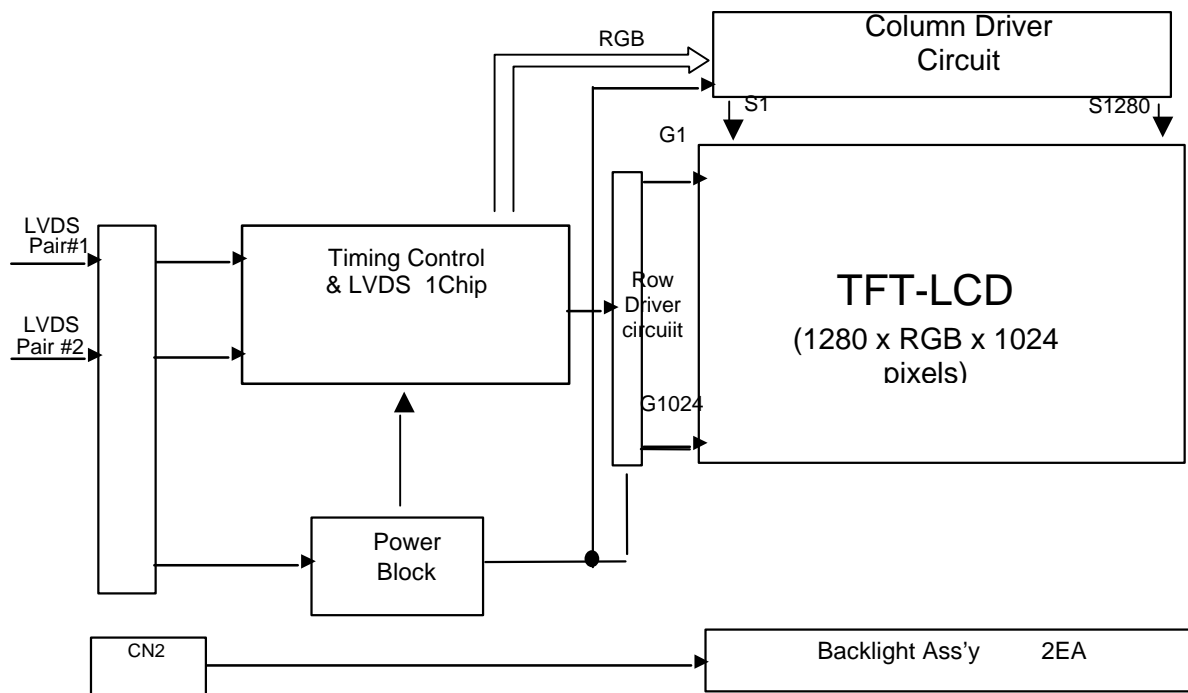 RGB
Column Driver
Circuit
S1
S1280
G1
LVDS
Pair#1
Timing Control
& LVDS 1Chip
Row
Driver
circuiit
TFT-LCD
(1280 x RGB x 1024
pixels)
LVDS
Pair #2
G1024
Power
Block
CN2
Backlight Ass'y 2EA